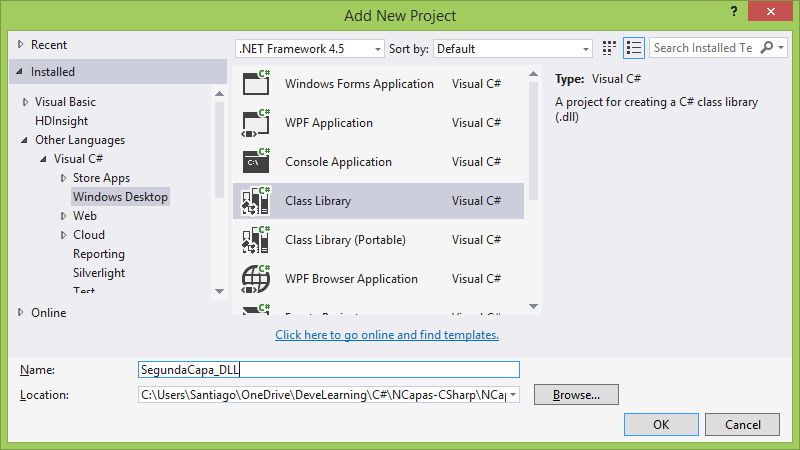 Add New Project
? ×
Recent
Installed
Visual Basic
HDInsight
Other Languages
Visual C#
Store Apps
Windows Desktop
Web
Cloud
Reporting
Silverlight
Test
Online
.NET Framework 4.5
Sort by: Default
Search Installed Te
C# Windows Forms Application Visual C#
C# WPF Application Visual C#
C# C:\ Console Application Visual C#
C# Class Library Visual C#
C# Class Library (Portable) Visual C#
C# WPF Browser Application Visual C#
C# Visual C#
Click here to go online and find templates.
Type: Visual C#
A project for creating a C# class library
(.dll)
Name: SegundaCapa_DLL
Location: C:\Users\Santiago\OneDrive\DeveLearning\C#\NCapas-CSharp\NCap
Browse...
OK Cancel